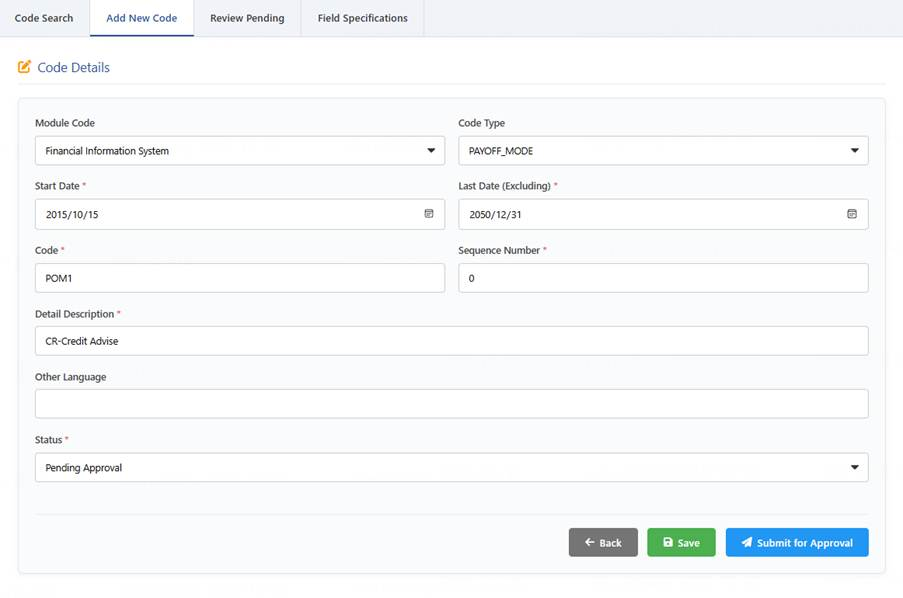 Code Search Add New Code Review Pending Field Specifications
Code Details
Module Code Code Type
Financial Information System PAYOFF_MODE
Start Date * Last Date (Excluding) *
2015/10/15 2050/12/31
Code * Sequence Number *
POM1 0
Detail Description *
CR-Credit Advise
Other Language
Status *
Pending Approval
Back Save Submit for Approval